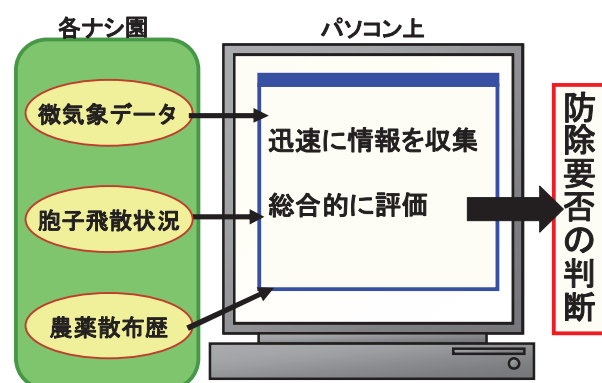 各ナシ園
パソコン上
微気象データ
胞子飛散状況
農薬散布歴
迅速に情報を収集
総合的に評価
防除要否の判断